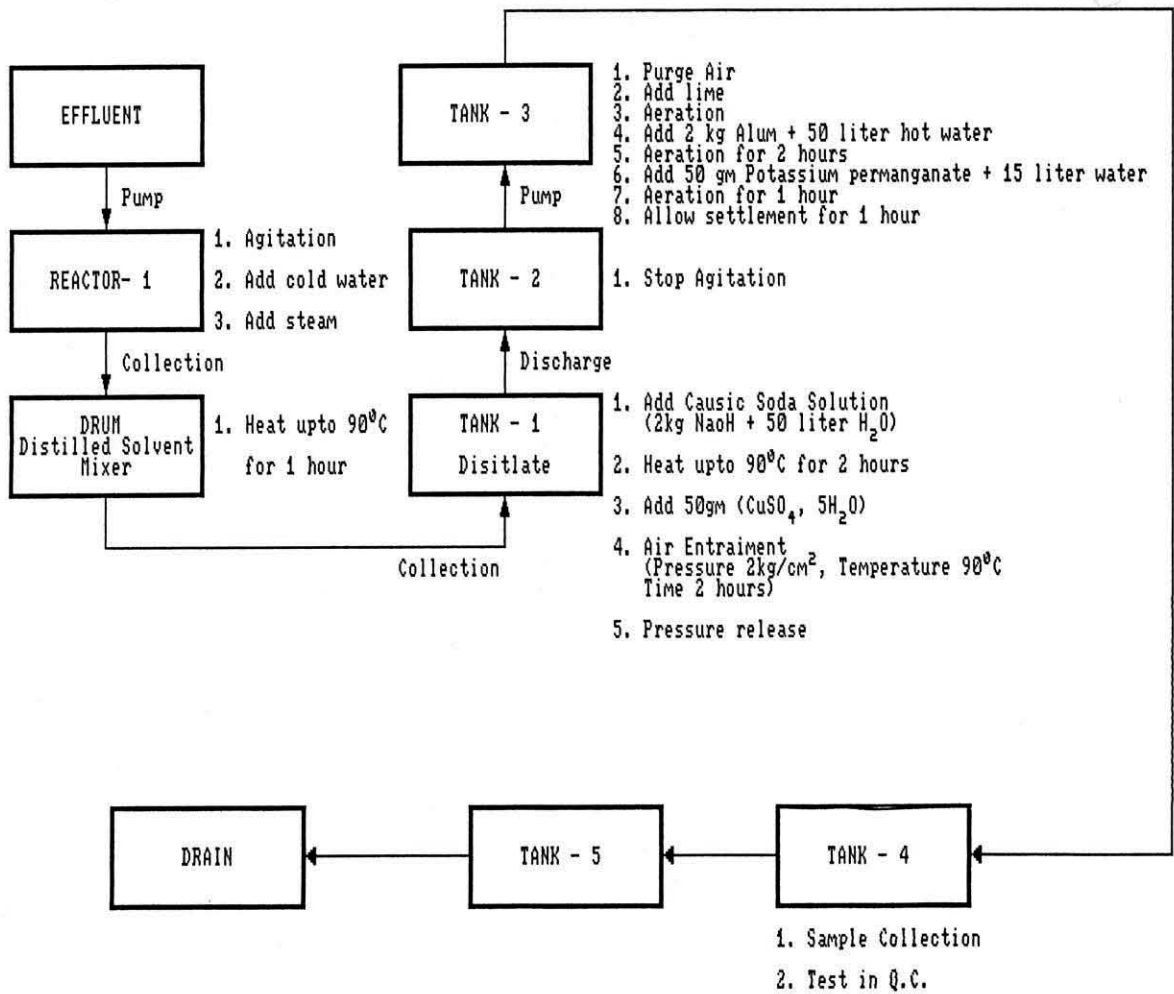 EFFLUENT
Pump
REACTOR- 1
1. Agitation
2. Add cold water
3. Add steam
Collection
DRUM
Distilled Solvent
Mixer
1. Heat upto 90⁰C
for 1 hour
Collection
TANK - 1
Disitlate
1. Add Causic Soda Solution
(2kg NaoH + 50 liter H₂O)
2. Heat upto 90⁰C for 2 hours
3. Add 50gm (CuSO₄, 5H₂O)
4. Air Entraiment
(Pressure 2kg/cm², Temperature 90⁰C
Time 2 hours)
5. Pressure release
Discharge
TANK - 2
1. Stop Agitation
Pump
TANK - 3
1. Purge Air
2. Add lime
3. Aeration
4. Add 2 kg Alum + 50 liter hot water
5. Aeration for 2 hours
6. Add 50 gm Potassium permanganate + 15 liter water
7. Aeration for 1 hour
8. Allow settlement for 1 hour
TANK - 4
1. Sample Collection
2. Test in Q.C.
TANK - 5
DRAIN